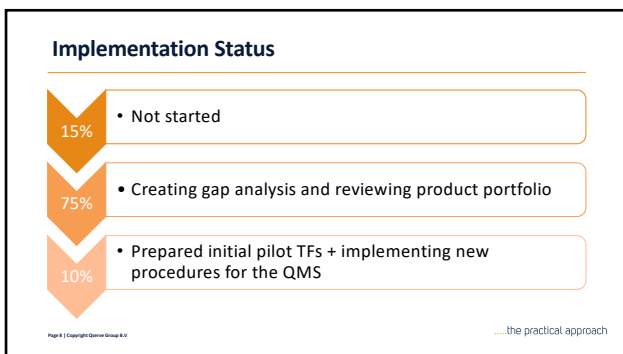 Implementation Status
15%
• Not started
75%
• Creating gap analysis and reviewing product portfolio
10%
• Prepared initial pilot TFs + implementing new
procedures for the QMS
Page 8 | Copyright Qserve Group B.V.
.....the practical approach